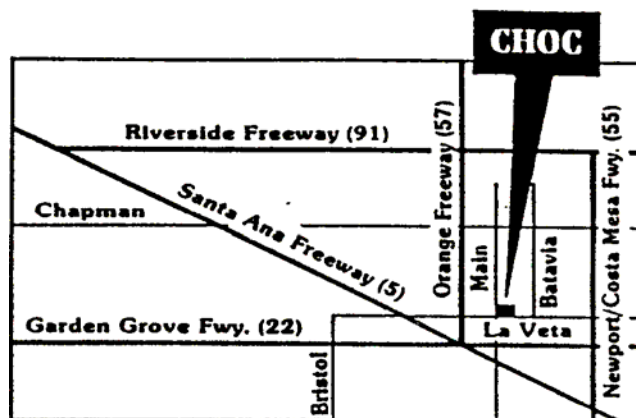 CHOC
Riverside Freeway (91)
Orange Freeway (57)
Newport/Costa Mesa Fwy. (55)
Santa Ana Freeway (5)
Chapman
Main
Batavia
Garden Grove Fwy. (22)
La Veta
Bristol